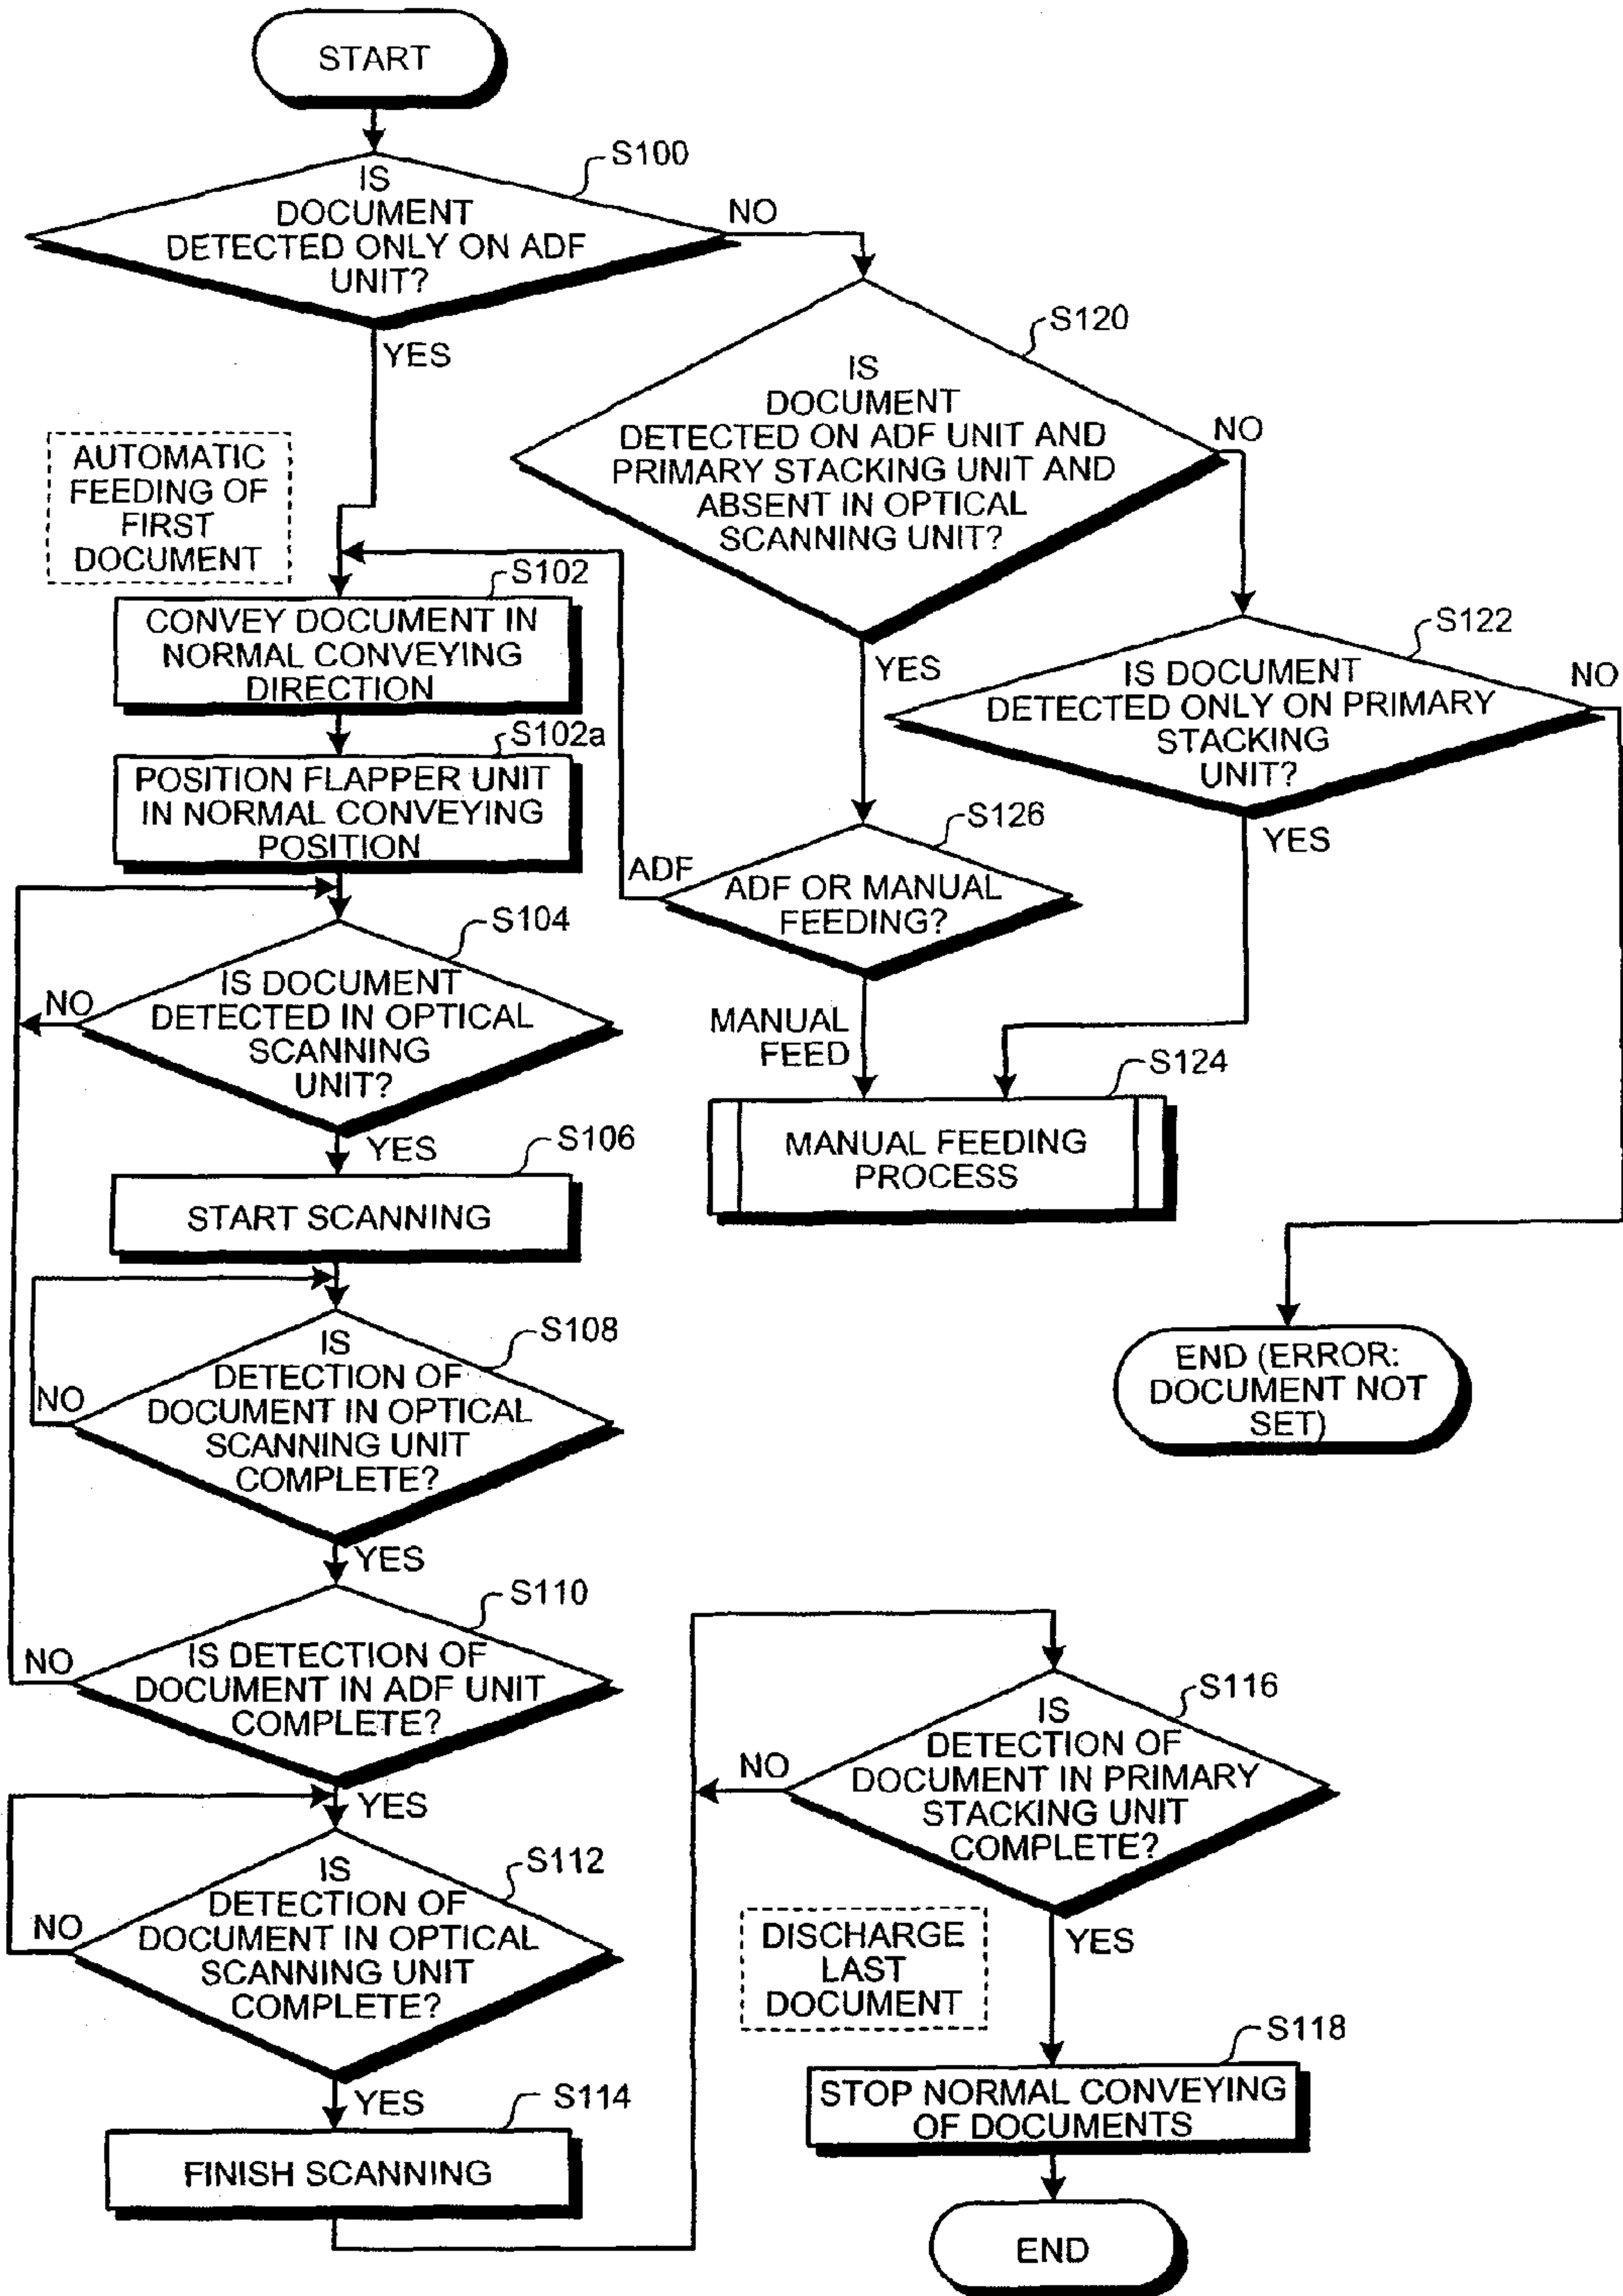 START
S100
IS
DOCUMENT
DETECTED ONLY ON ADF
UNIT?
NO
YES
S120
IS
DOCUMENT
DETECTED ON ADF UNIT AND
PRIMARY STACKING UNIT AND
ABSENT IN OPTICAL
SCANNING UNIT?
NO
YES
AUTOMATIC
FEEDING OF
FIRST
DOCUMENT
S102
CONVEY DOCUMENT IN
NORMAL CONVEYING
DIRECTION
S102a
POSITION FLAPPER UNIT
IN NORMAL CONVEYING
POSITION
S122
IS DOCUMENT
DETECTED ONLY ON PRIMARY
STACKING
UNIT?
NO
YES
S126
ADF
ADF OR MANUAL
FEEDING?
MANUAL
FEED
S104
IS DOCUMENT
DETECTED IN OPTICAL
SCANNING
UNIT?
NO
YES
S124
MANUAL FEEDING
PROCESS
S106
START SCANNING
S108
IS
DETECTION OF
DOCUMENT IN OPTICAL
SCANNING UNIT
COMPLETE?
NO
YES
END (ERROR:
DOCUMENT NOT
SET)
S110
IS DETECTION OF
DOCUMENT IN ADF UNIT
COMPLETE?
NO
YES
S112
IS
DETECTION OF
DOCUMENT IN OPTICAL
SCANNING UNIT
COMPLETE?
NO
YES
S114
FINISH SCANNING
S116
IS
DETECTION OF
DOCUMENT IN PRIMARY
STACKING UNIT
COMPLETE?
NO
YES
DISCHARGE
LAST
DOCUMENT
S118
STOP NORMAL CONVEYING
OF DOCUMENTS
END